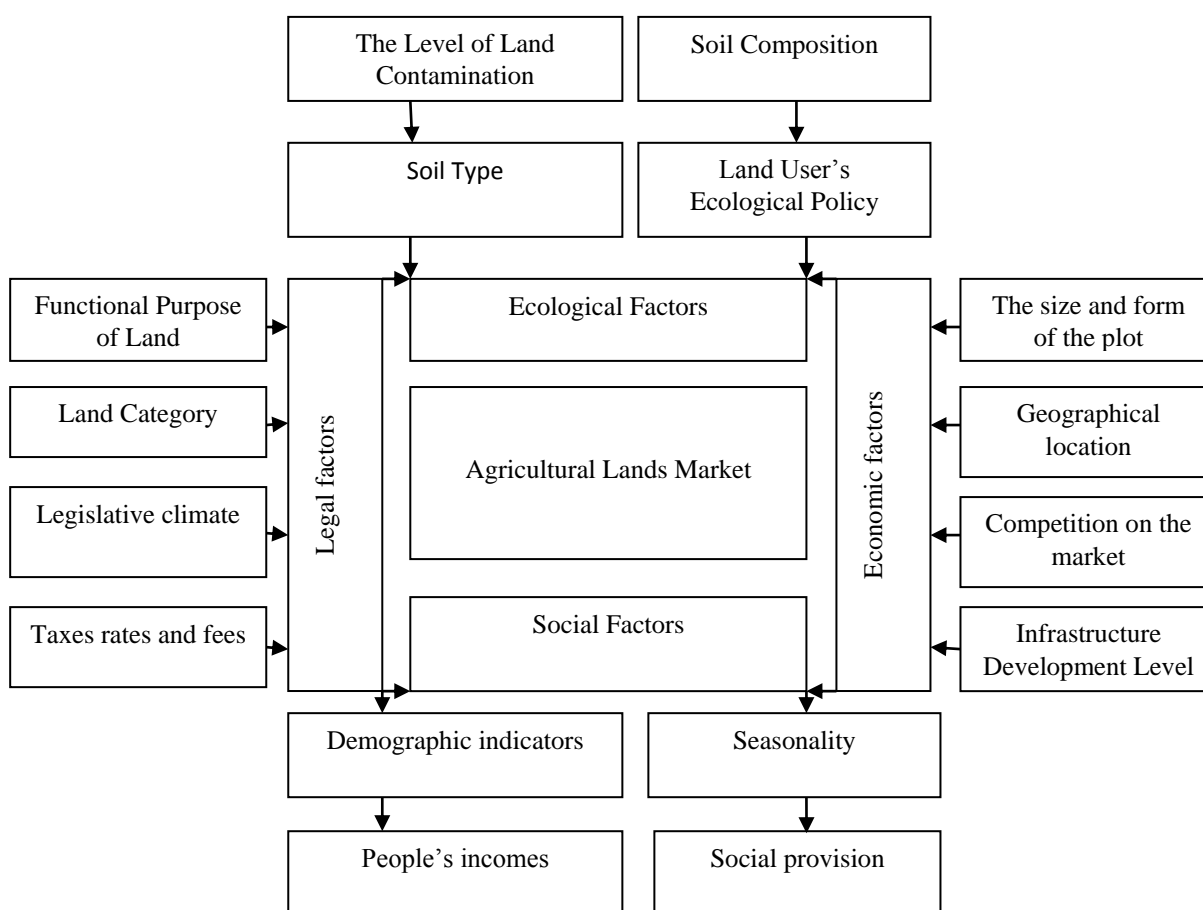 The Level of Land
Contamination
Soil Composition
Soil Type
Land User’s
Ecological Policy
Functional Purpose
of Land
Ecological Factors
The size and form
of the plot
Land Category
Legal factors
Agricultural Lands Market
Economic factors
Geographical
location
Legislative climate
Competition on the
market
Taxes rates and fees
Social Factors
Infrastructure
Development Level
Demographic indicators
Seasonality
People’s incomes
Social provision